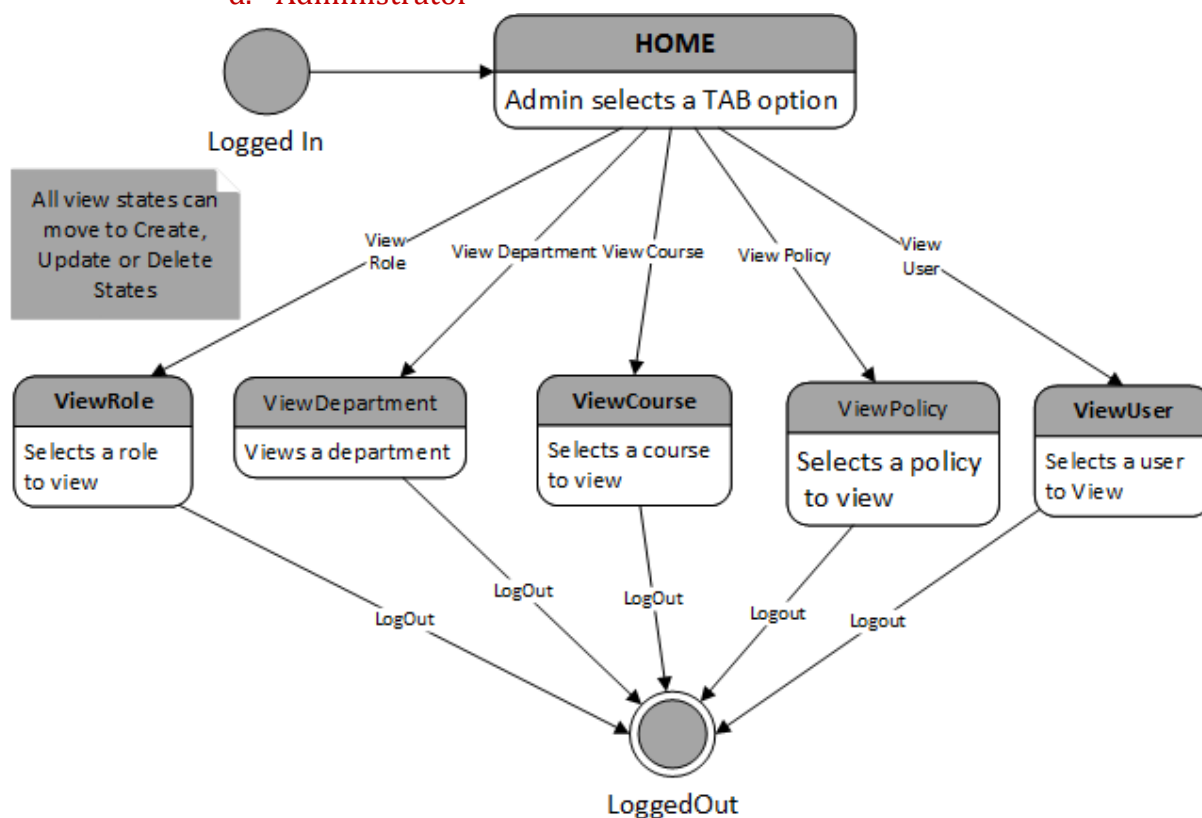 a. Administrator
HOME
Admin selects a TAB option
Logged In
All view states can
move to Create,
Update or Delete
States
View
Role
View Department
View Course
View Policy
View
User
ViewRole
Selects a role
to view
ViewDepartment
Views a department
ViewCourse
Selects a course
to view
ViewPolicy
Selects a policy
to view
ViewUser
Selects a user
to View
LogOut
LogOut
LogOut
Logout
Logout
LoggedOut